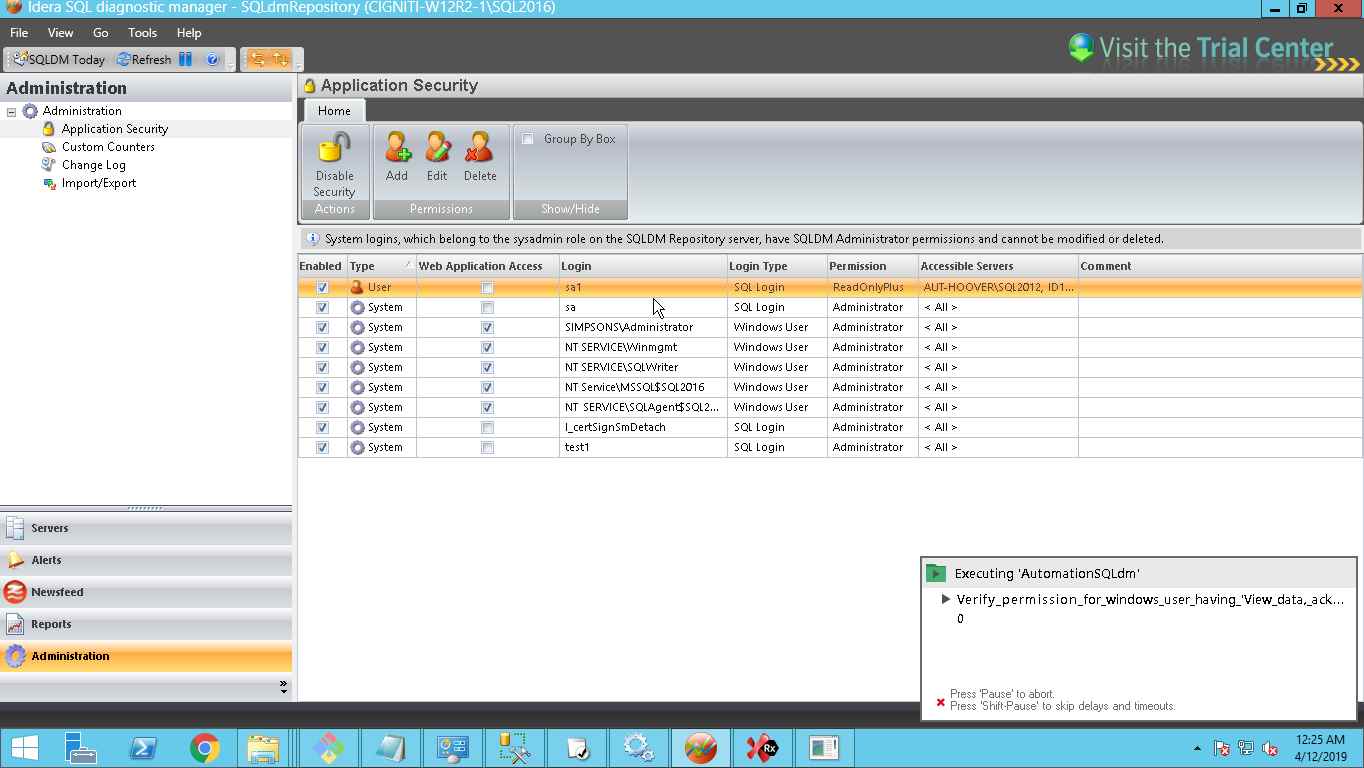 Idera SQL diagnostic manager - SQLdmRepository (CIGNITI-W12R2-1\SQL2016)
File View Go Tools Help
SQLDM Today Refresh
Visit the Trial Center
Administration
Administration
Application Security
Custom Counters
Change Log
Import/Export
Servers
Alerts
Newsfeed
Reports
Administration
Application Security
Home
Disable Security
Actions
Add Edit Delete
Permissions
Group By Box
Show/Hide
System logins, which belong to the sysadmin role on the SQLDM Repository server, have SQLDM Administrator permissions and cannot be modified or deleted.
Enabled Type Web Application Access Login Login Type Permission Accessible Servers Comment
User sa1 SQL Login ReadOnlyPlus AUT-HOOVER\SQL2012, ID1...
System sa SQL Login Administrator < All >
System SIMPSONS\Administrator Windows User Administrator < All >
System NT SERVICE\Winmgmt Windows User Administrator < All >
System NT SERVICE\SQLWriter Windows User Administrator < All >
System NT Service\MSSQL$SQL2016 Windows User Administrator < All >
System NT SERVICE\SQLAgent$SQL2... Windows User Administrator < All >
System l_certSignSmDetach SQL Login Administrator < All >
System test1 SQL Login Administrator < All >
Executing 'AutomationSQLdm'
Verify_permission_for_windows_user_having_'View_data,_ack...
0
Press 'Pause' to abort.
Press 'Shift-Pause' to skip delays and timeouts.
Rx
12:25 AM
4/12/2019